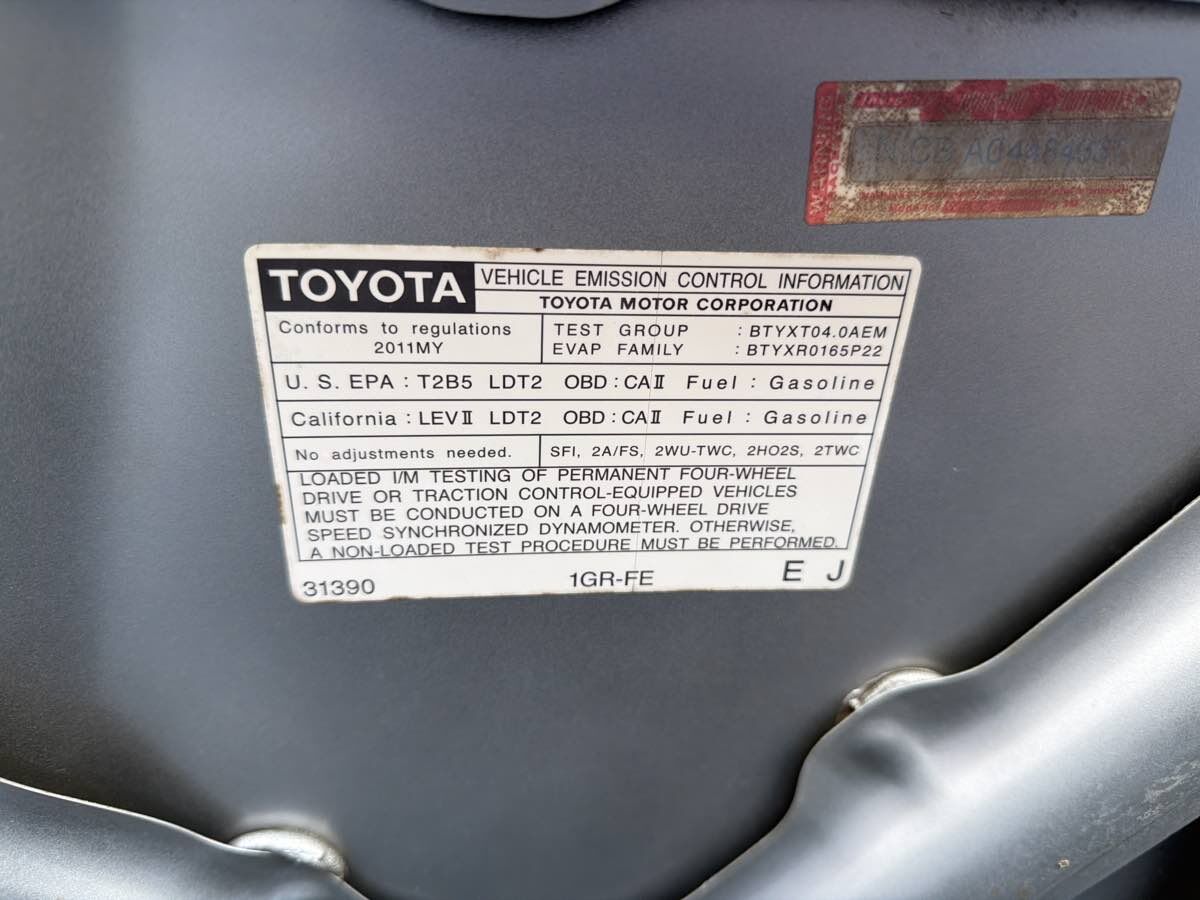 TOYOTA
VEHICLE EMISSION CONTROL INFORMATION
TOYOTA MOTOR CORPORATION
Conforms to regulations
2011MY
TEST GROUP : BTYXT04.0AEM
EVAP FAMILY : BTYXR0165P22
U. S. EPA : T2B5 LDT2 OBD : CAⅡ Fuel : Gasoline
California : LEVⅡ LDT2 OBD : CAⅡ Fuel : Gasoline
No adjustments needed.
SFI, 2A/FS, 2WU-TWC, 2HO2S, 2TWC
LOADED I/M TESTING OF PERMANENT FOUR-WHEEL
DRIVE OR TRACTION CONTROL-EQUIPPED VEHICLES
MUST BE CONDUCTED ON A FOUR-WHEEL DRIVE
SPEED SYNCHRONIZED DYNAMOMETER. OTHERWISE,
A NON-LOADED TEST PROCEDURE MUST BE PERFORMED.
31390
1GR-FE
E J